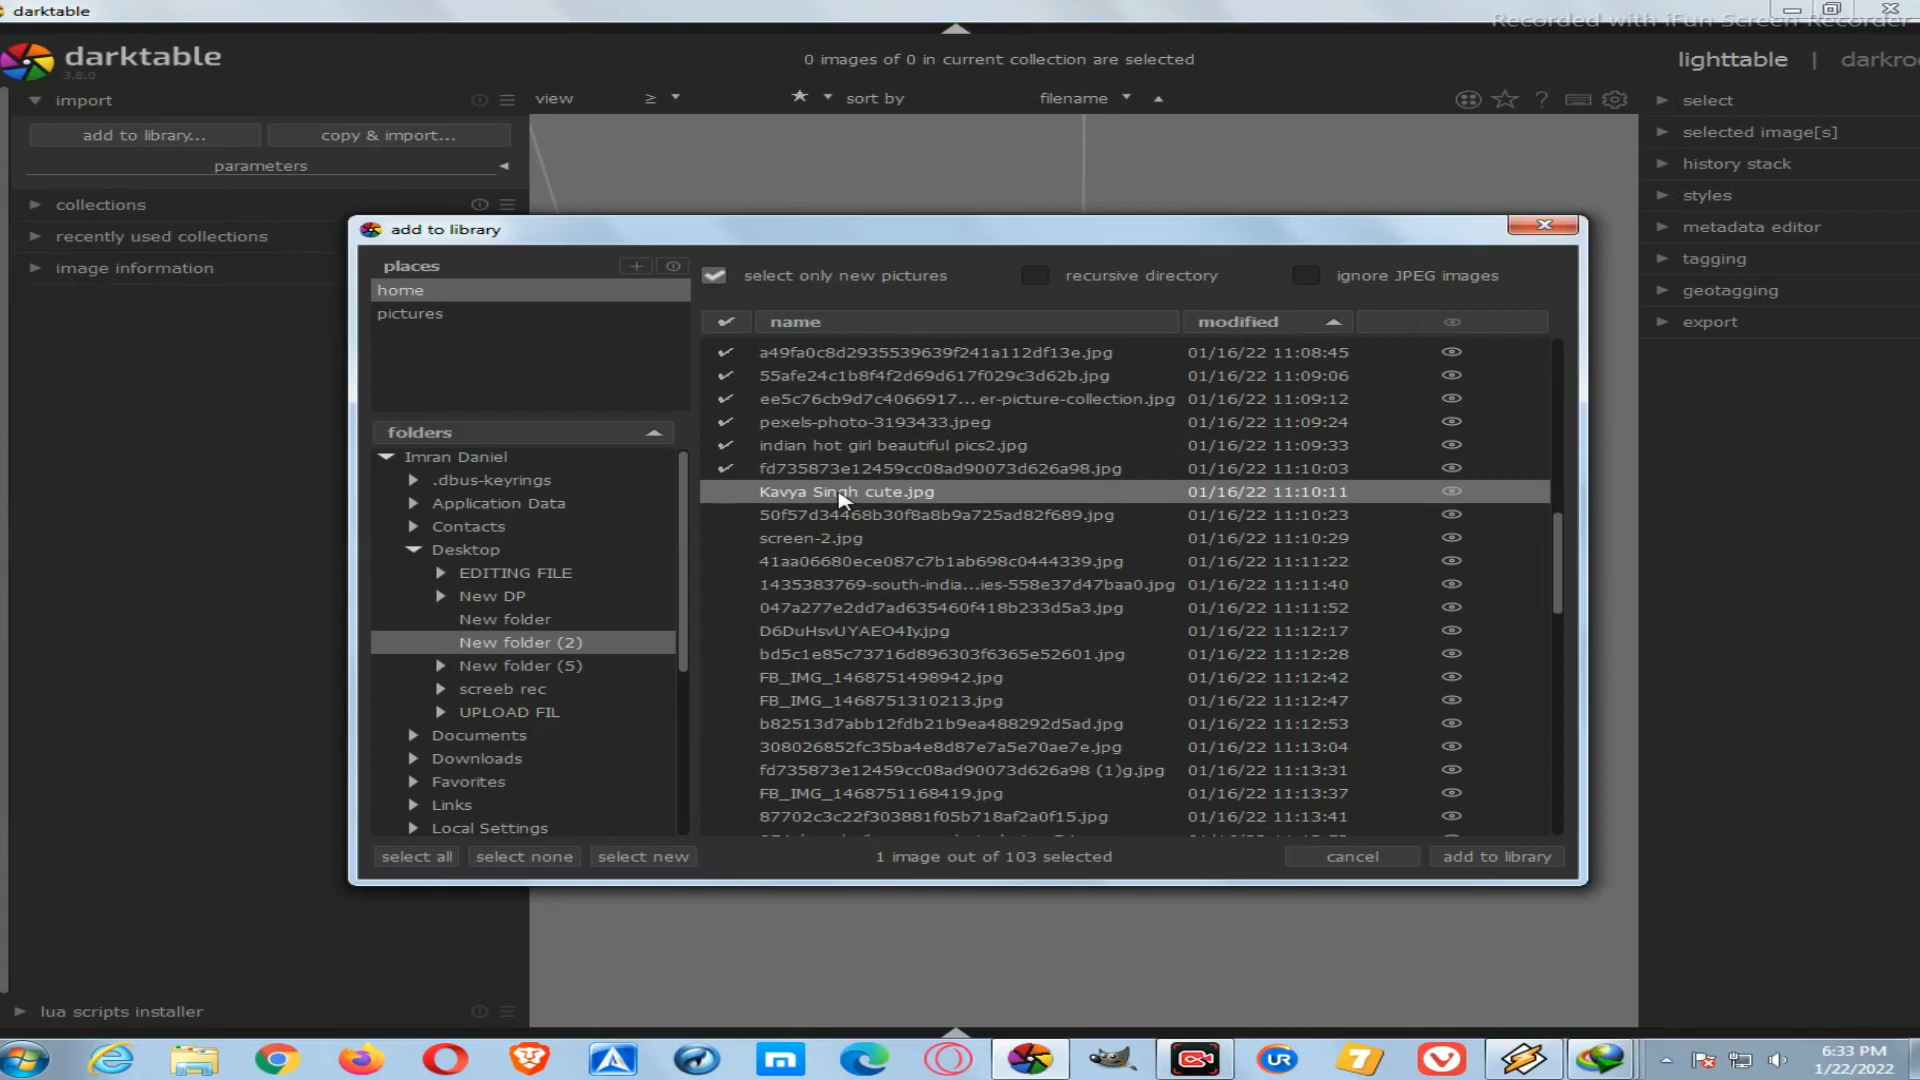 darktable
Recorded with iFun Screen Recorder
darktable
3.8.0
0 images of 0 in current collection are selected
lighttable | darkroo
import
view ≥ ★ sort by filename
add to library... copy & import...
parameters
collections
recently used collections
image information
lua scripts installer
select
selected image[s]
history stack
styles
metadata editor
tagging
geotagging
export
add to library
places
home
pictures
folders
Imran Daniel
.dbus-keyrings
Application Data
Contacts
Desktop
EDITING FILE
New DP
New folder
New folder (2)
New folder (5)
screeb rec
UPLOAD FIL
Documents
Downloads
Favorites
Links
Local Settings
select only new pictures recursive directory ignore JPEG images
name modified
a49fa0c8d2935539639f241a112df13e.jpg 01/16/22 11:08:45
55afe24c1b8f4f2d69d617f029c3d62b.jpg 01/16/22 11:09:06
ee5c76cb9d7c4066917... er-picture-collection.jpg 01/16/22 11:09:12
pexels-photo-3193433.jpeg 01/16/22 11:09:24
indian hot girl beautiful pics2.jpg 01/16/22 11:09:33
fd735873e12459cc08ad90073d626a98.jpg 01/16/22 11:10:03
Kavya Singh cute.jpg 01/16/22 11:10:11
50f57d34468b30f8a8b9a725ad82f689.jpg 01/16/22 11:10:23
screen-2.jpg 01/16/22 11:10:29
41aa06680ece087c7b1ab698c0444339.jpg 01/16/22 11:11:22
1435383769-south-india...ies-558e37d47baa0.jpg 01/16/22 11:11:40
047a277e2dd7ad635460f418b233d5a3.jpg 01/16/22 11:11:52
D6DuHsvUYAEO4Iy.jpg 01/16/22 11:12:17
bd5c1e85c73716d896303f6365e52601.jpg 01/16/22 11:12:28
FB_IMG_1468751498942.jpg 01/16/22 11:12:42
FB_IMG_1468751310213.jpg 01/16/22 11:12:47
b82513d7abb12fdb21b9ea488292d5ad.jpg 01/16/22 11:12:53
308026852fc35ba4e8d87e7a5e70ae7e.jpg 01/16/22 11:13:04
fd735873e12459cc08ad90073d626a98 (1)g.jpg 01/16/22 11:13:31
FB_IMG_1468751168419.jpg 01/16/22 11:13:37
87702c3c22f303881f05b718af2a0f15.jpg 01/16/22 11:13:41
select all select none select new 1 image out of 103 selected cancel add to library
UR
7
6:33 PM
1/22/2022